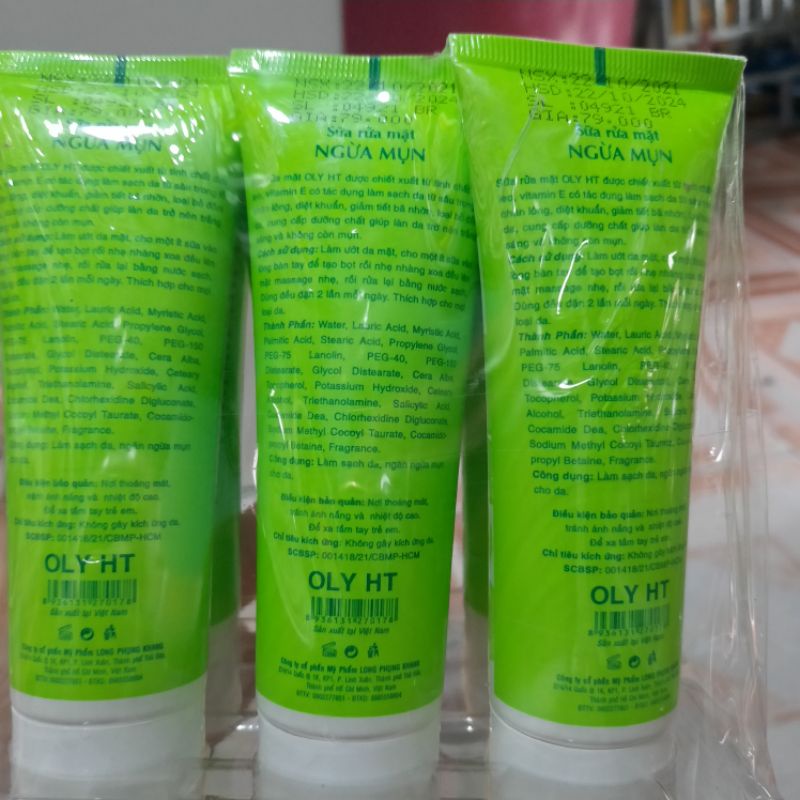 MSX:22/10/2021
HSD:22/10/2024
SL :04921 BR
GIA:79.000
Sữa rửa mặt
NGỪA MỤN
Sữa rửa mặt OLY HT được chiết xuất từ tinh chất
vitamin E có tác dụng làm sạch da từ sâu trong
chân lông, diệt khuẩn, giảm tiết bã nhờn, loại bỏ
da, cung cấp dưỡng chất giúp làn da trở nên trắng
sáng và không còn mụn.
Cách sử dụng: Làm ướt da mặt, cho một ít sữa vào
lòng bàn tay để tạo bọt rồi nhẹ nhàng xoa đều lên
mặt massage nhẹ, rồi rửa lại bằng nước sạch.
Dùng đều đặn 2 lần mỗi ngày. Thích hợp cho mọi
loại da.
Thành Phần: Water, Lauric Acid, Myristic Acid,
Palmitic Acid, Stearic Acid, Propylene Glycol,
PEG-75 Lanolin, PEG-40, PEG-150
Distearate, Glycol Distearate, Cera Alba,
Tocopherol, Potassium Hydroxide, Cetearyl
Alcohol, Triethanolamine, Salicylic Acid,
Cocamide Dea, Chlorhexidine Digluconate,
Sodium Methyl Cocoyl Taurate, Cocamido-
propyl Betaine, Fragrance.
Công dụng: Làm sạch da, ngăn ngừa mụn
cho da.
Điều kiện bảo quản: Nơi thoáng mát,
tránh ánh nắng và nhiệt độ cao.
Để xa tầm tay trẻ em.
Chỉ tiêu kích ứng: Không gây kích ứng da.
SCBSP: 001418/21/CBMP-HCM
OLY HT
8936131270178
Sản xuất tại Việt Nam
Công ty cổ phần Mỹ Phẩm LONG PHỤNG KHANG